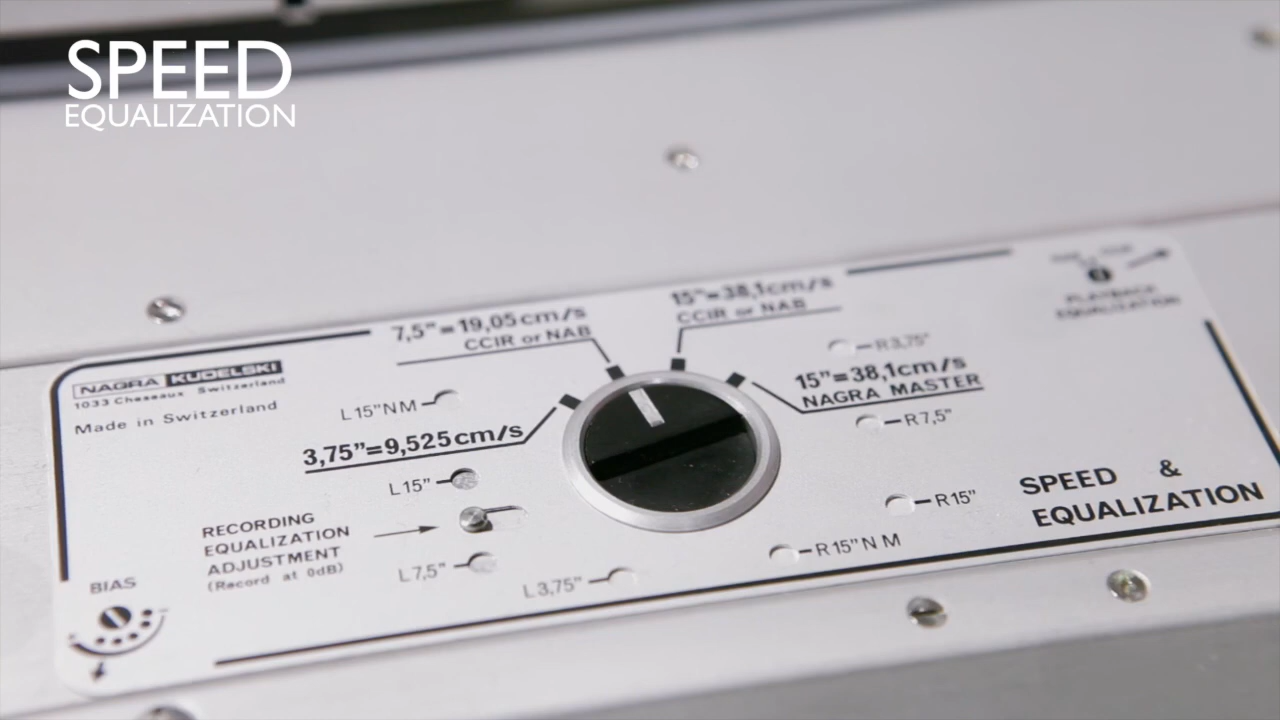 SPEED
EQUALIZATION
NAGRA KUDELSKI
1033 Cheseaux Switzerland
Made in Switzerland
7,5"=19,05cm/s
CCIR or NAB
15"=38,1cm/s
CCIR or NAB
PLAYBACK
EQUALIZATION
R3,75"
15"=38,1cm/s
NAGRA MASTER
L15"NM
R7,5"
3,75"=9,525cm/s
L15"
R15"
SPEED &
EQUALIZATION
RECORDING
EQUALIZATION
ADJUSTMENT
(Record at 0dB)
R15"NM
L7,5"
L3,75"
BIAS